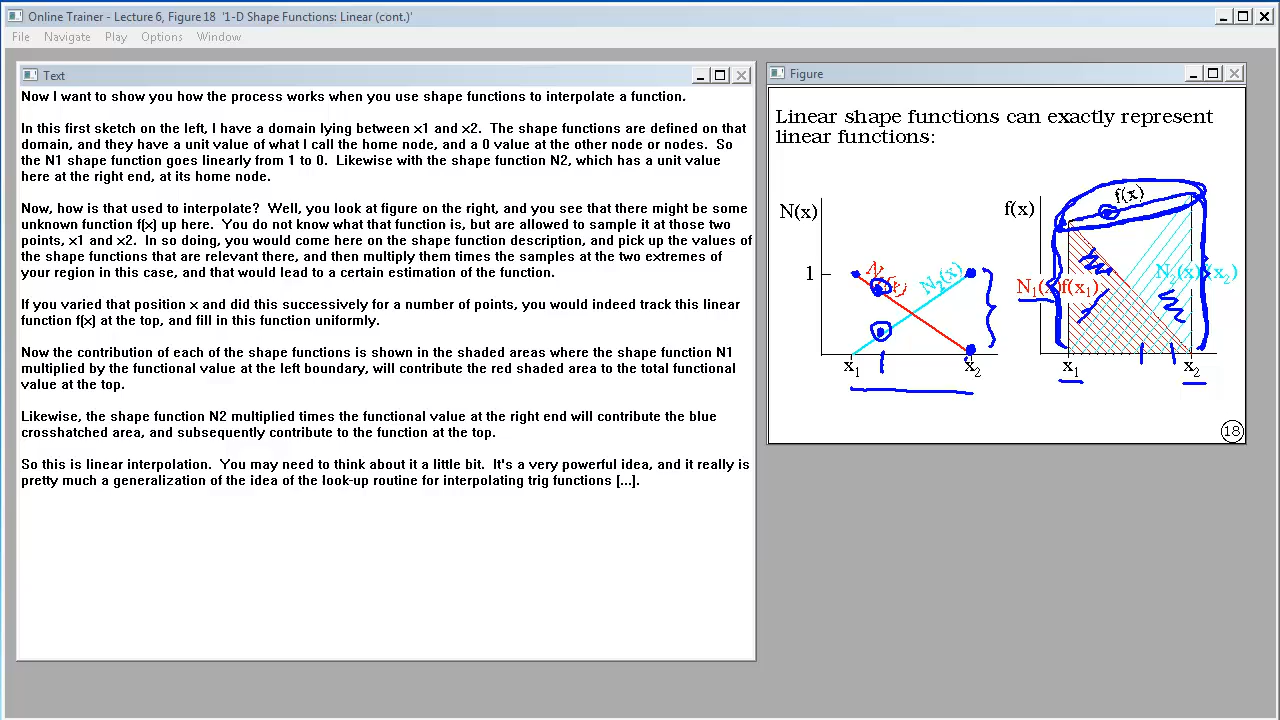 Online Trainer - Lecture 6, Figure 18 '1-D Shape Functions: Linear (cont.)'
File Navigate Play Options Window
Text
Now I want to show you how the process works when you use shape functions to interpolate a function.
In this first sketch on the left, I have a domain lying between x1 and x2. The shape functions are defined on that
domain, and they have a unit value of what I call the home node, and a 0 value at the other node or nodes. So
the N1 shape function goes linearly from 1 to 0. Likewise with the shape function N2, which has a unit value
here at the right end, at its home node.
Now, how is that used to interpolate? Well, you look at figure on the right, and you see that there might be some
unknown function f(x) up here. You do not know what that function is, but are allowed to sample it at those two
points, x1 and x2. In so doing, you would come here on the shape function description, and pick up the values of
the shape functions that are relevant there, and then multiply them times the samples at the two extremes of
your region in this case, and that would lead to a certain estimation of the function.
If you varied that position x and did this successively for a number of points, you would indeed track this linear
function f(x) at the top, and fill in this function uniformly.
Now the contribution of each of the shape functions is shown in the shaded areas where the shape function N1
multiplied by the functional value at the left boundary, will contribute the red shaded area to the total functional
value at the top.
Likewise, the shape function N2 multiplied times the functional value at the right end will contribute the blue
crosshatched area, and subsequently contribute to the function at the top.
So this is linear interpolation. You may need to think about it a little bit. It's a very powerful idea, and it really is
pretty much a generalization of the idea of the look-up routine for interpolating trig functions [...].
Figure
Linear shape functions can exactly represent
linear functions:
N(x)
1
N₂(x)
x₁ x₂
f(x)
f(x)
N₁(x)f(x₁)
N₂(x)f(x₂)
x₁ x₂
18